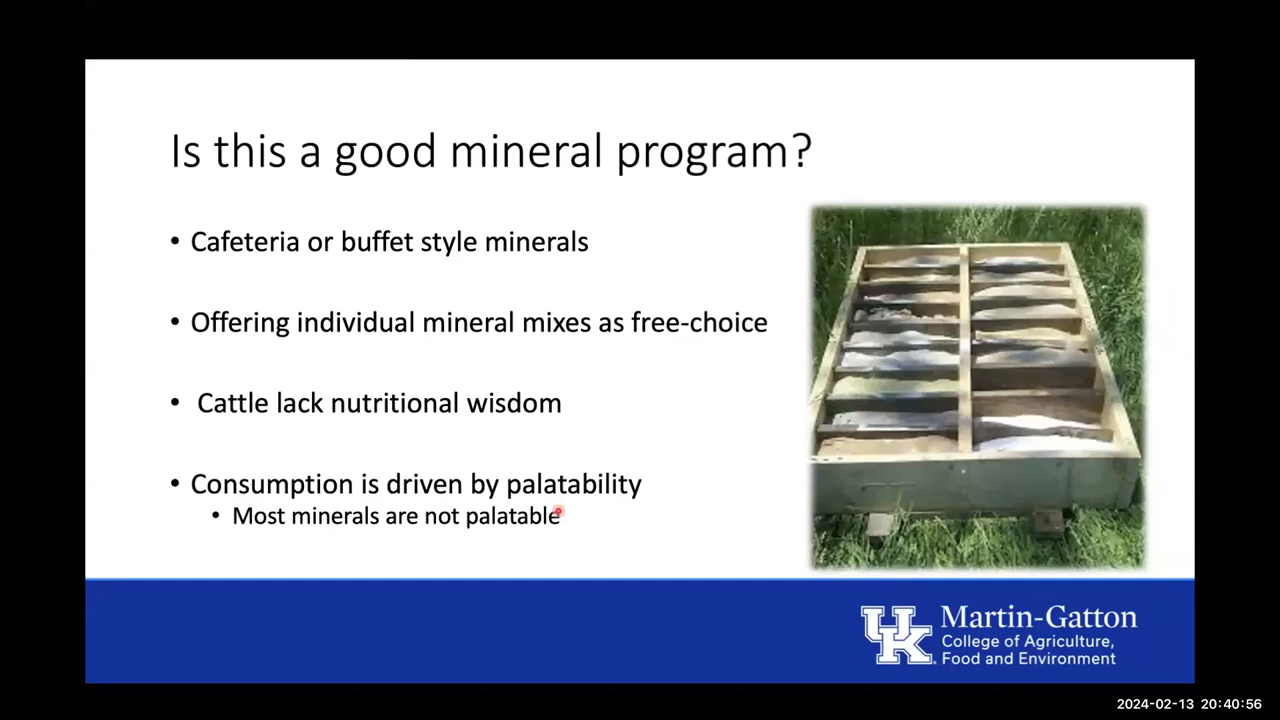 Is this a good mineral program?
• Cafeteria or buffet style minerals
• Offering individual mineral mixes as free-choice
• Cattle lack nutritional wisdom
• Consumption is driven by palatability
• Most minerals are not palatable
UK
Martin-Gatton
College of Agriculture,
Food and Environment
2024-02-13 20:40:56